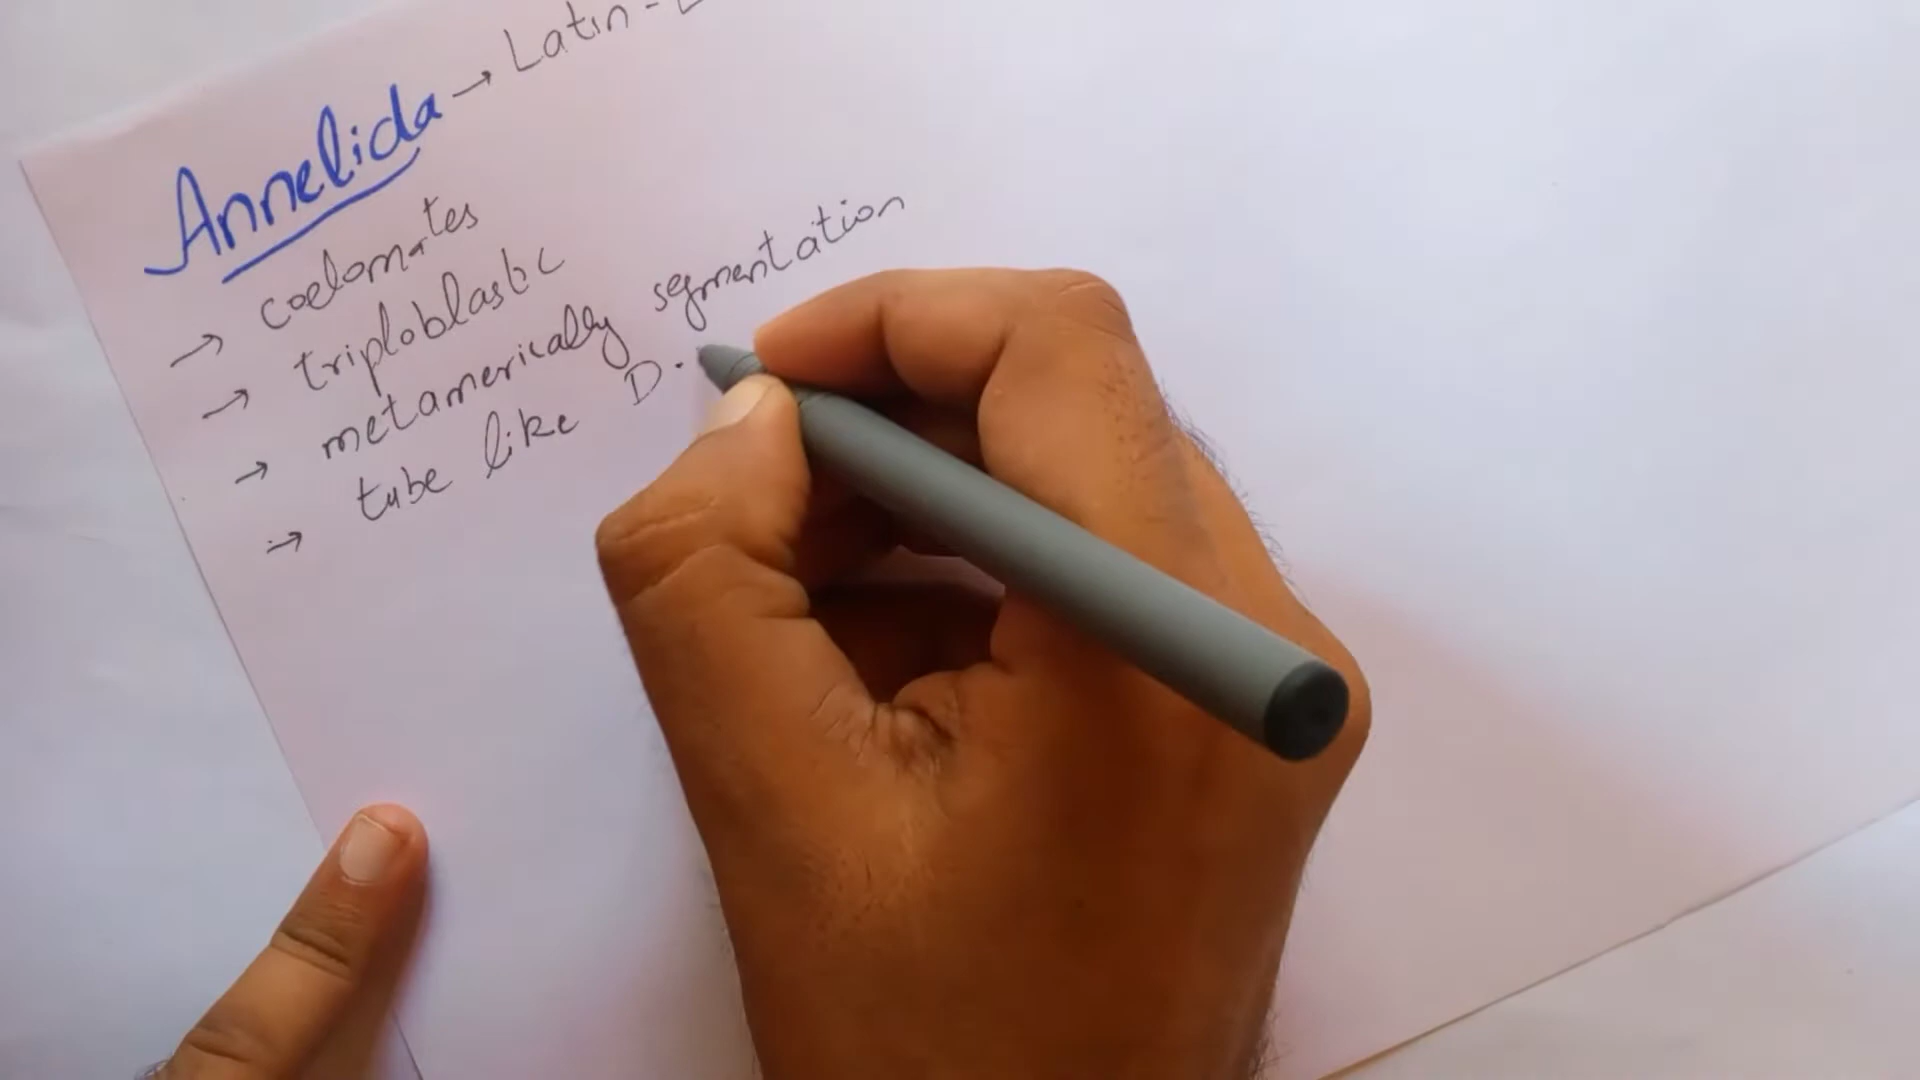 Annelida → Latin -
→ coelomates
→ triploblastic
→ metamerically segmentation
→ tube like D.